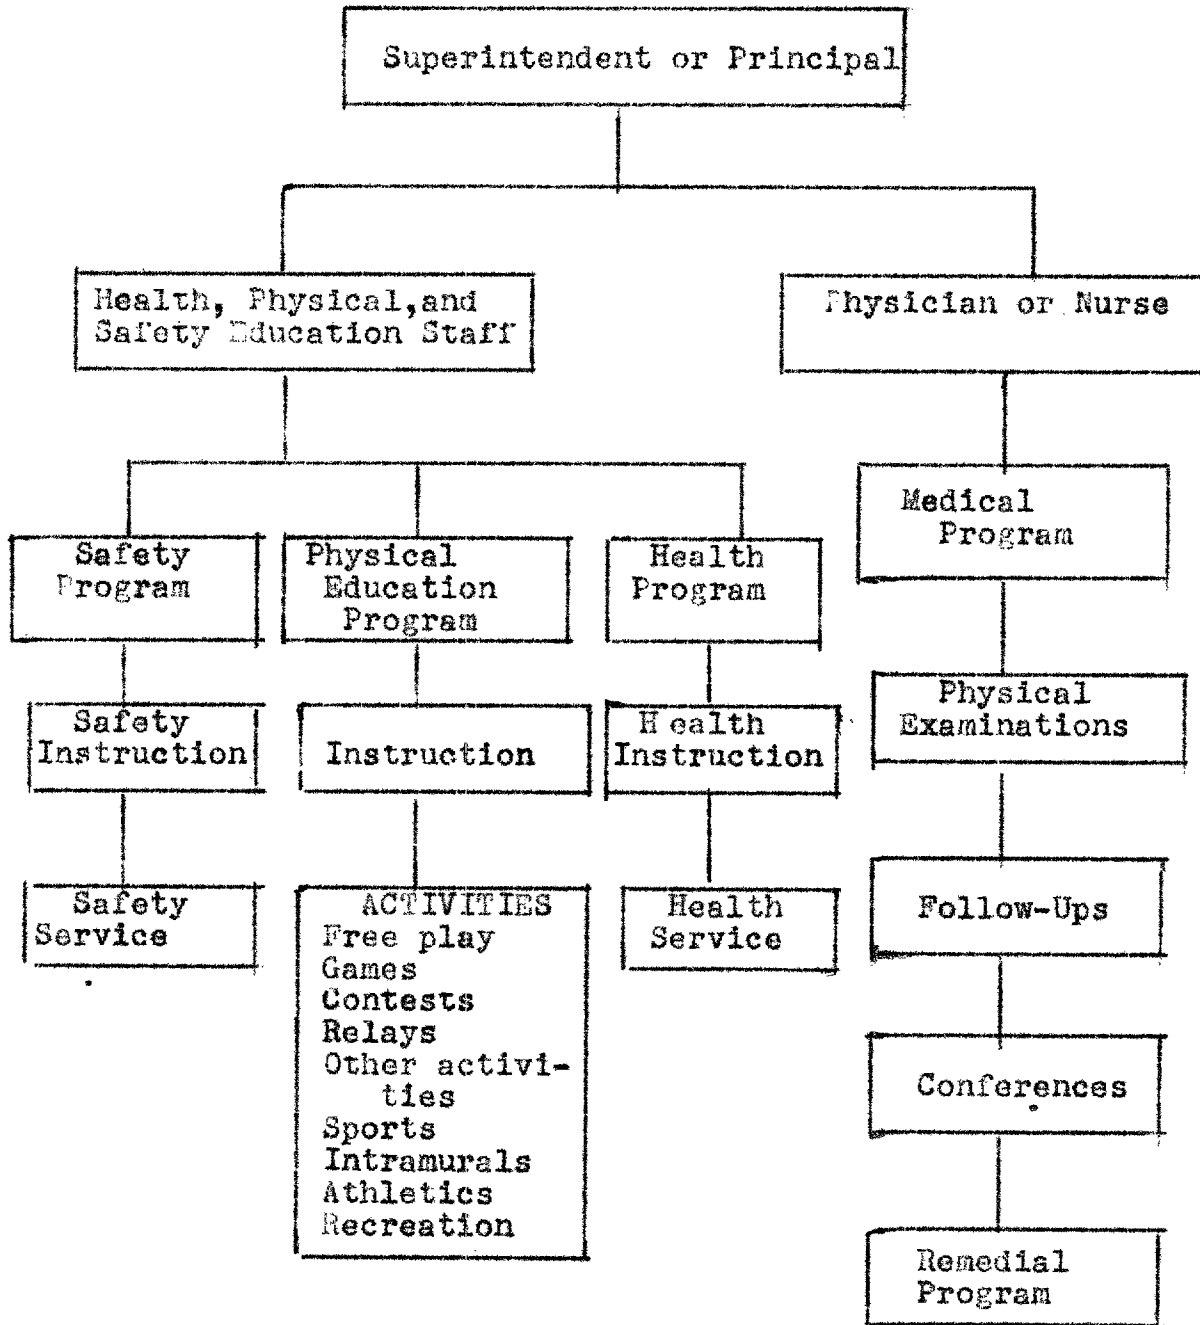 Superintendent or Principal
Health, Physical,and
Safety Education Staff
Physician or Nurse
Medical
Program
Safety
Program
Physical
Education
Program
Health
Program
Safety
Instruction
Instruction
Health
Instruction
Physical
Examinations
Safety
Service
ACTIVITIES
Free play
Games
Contests
Relays
Other activi-
ties
Sports
Intramurals
Athletics
Recreation
Health
Service
Follow-Ups
Conferences
Remedial
Program